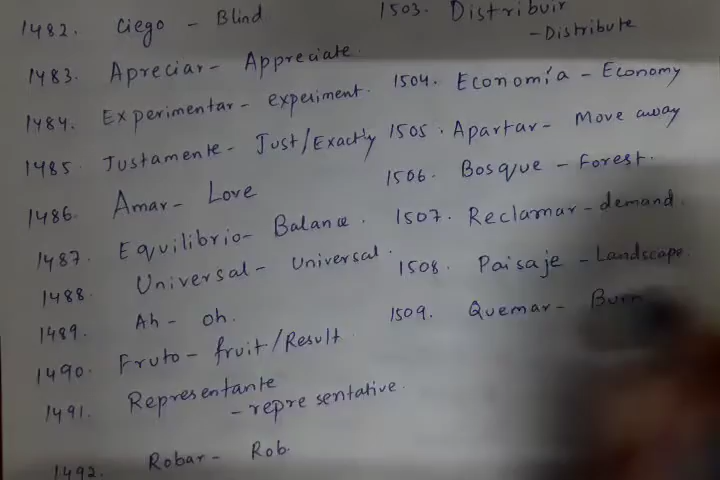 1482. Ciego - Blind
1483. Apreciar - Appreciate.
1484. Experimentar - experiment.
1485. Justamente - Just/Exactly
1486. Amar - Love
1487. Equilibrio - Balance.
1488. Universal - Universal.
1489. Ah - oh.
1490. Fruto - fruit/Result
1491. Representante
- representative.
1492. Robar - Rob.
1503. Distribuir
- Distribute
1504. Economía - Economy
1505. Apartar - Move away
1506. Bosque - Forest.
1507. Reclamar - demand.
1508. Paisaje - Landscape.
1509. Quemar - Burn